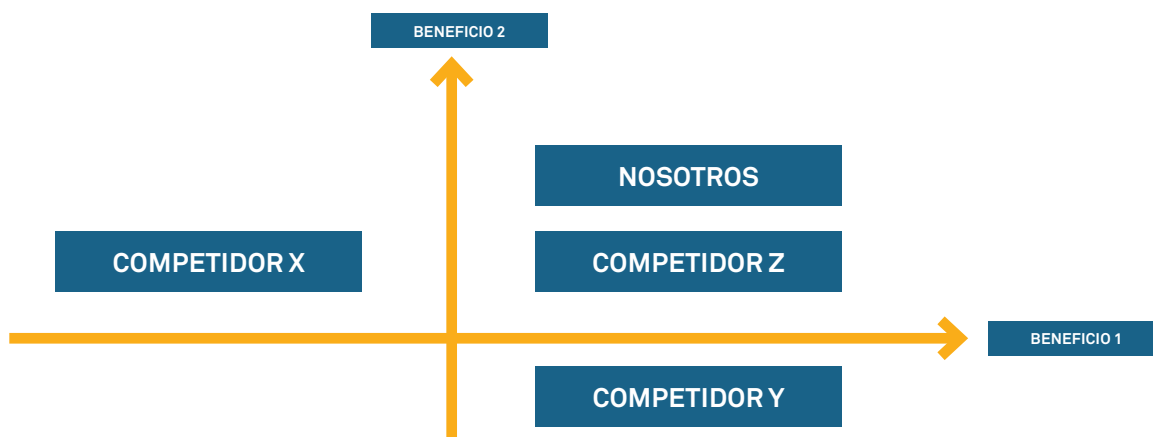 BENEFICIO 2
NOSOTROS
COMPETIDOR X
COMPETIDOR Z
BENEFICIO 1
COMPETIDOR Y